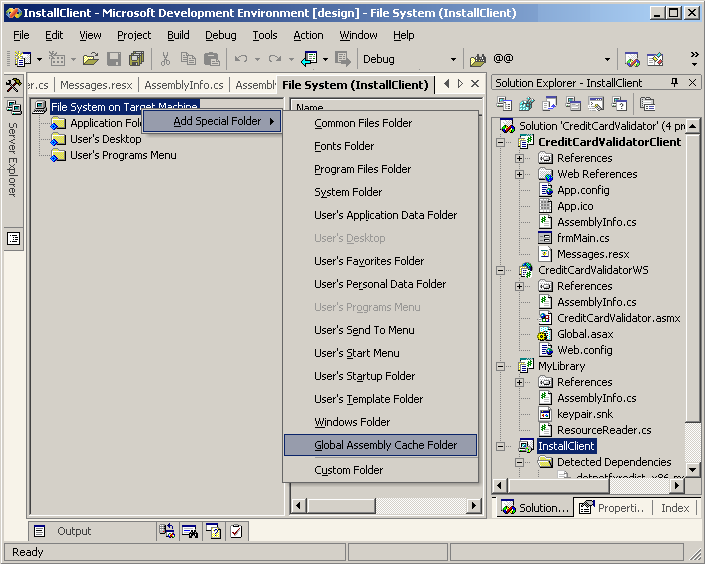 InstallClient - Microsoft Development Environment [design] - File System (InstallClient)
File Edit View Project Build Debug Tools Action Window Help
Debug @@
er.cs Messages.resx AssemblyInfo.cs Assembl File System (InstallClient)
Server Explorer
File System on Target Machine
Application Fol
User's Desktop
User's Programs Menu
Name
Add Special Folder
Common Files Folder
Fonts Folder
Program Files Folder
System Folder
User's Application Data Folder
User's Desktop
User's Favorites Folder
User's Personal Data Folder
User's Programs Menu
User's Send To Menu
User's Start Menu
User's Startup Folder
User's Template Folder
Windows Folder
Global Assembly Cache Folder
Custom Folder
Solution Explorer - InstallClient
Solution 'CreditCardValidator' (4 pr
CreditCardValidatorClient
References
Web References
App.config
App.ico
AssemblyInfo.cs
frmMain.cs
Messages.resx
CreditCardValidatorWS
References
AssemblyInfo.cs
CreditCardValidator.asmx
Global.asax
Web.config
MyLibrary
References
AssemblyInfo.cs
keypair.snk
ResourceReader.cs
InstallClient
Detected Dependencies
Solution... Properti.. Index
Output
Ready